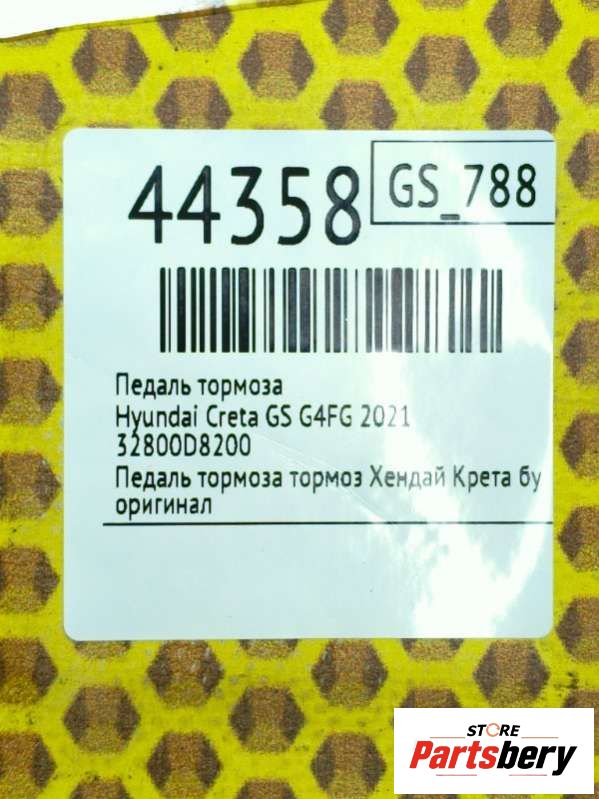 44358
GS_788
Педаль тормоза
Hyundai Creta GS G4FG 2021
32800D8200
Педаль тормоза тормоз Хендай Крета бу
оригинал
STORE
Partsbery